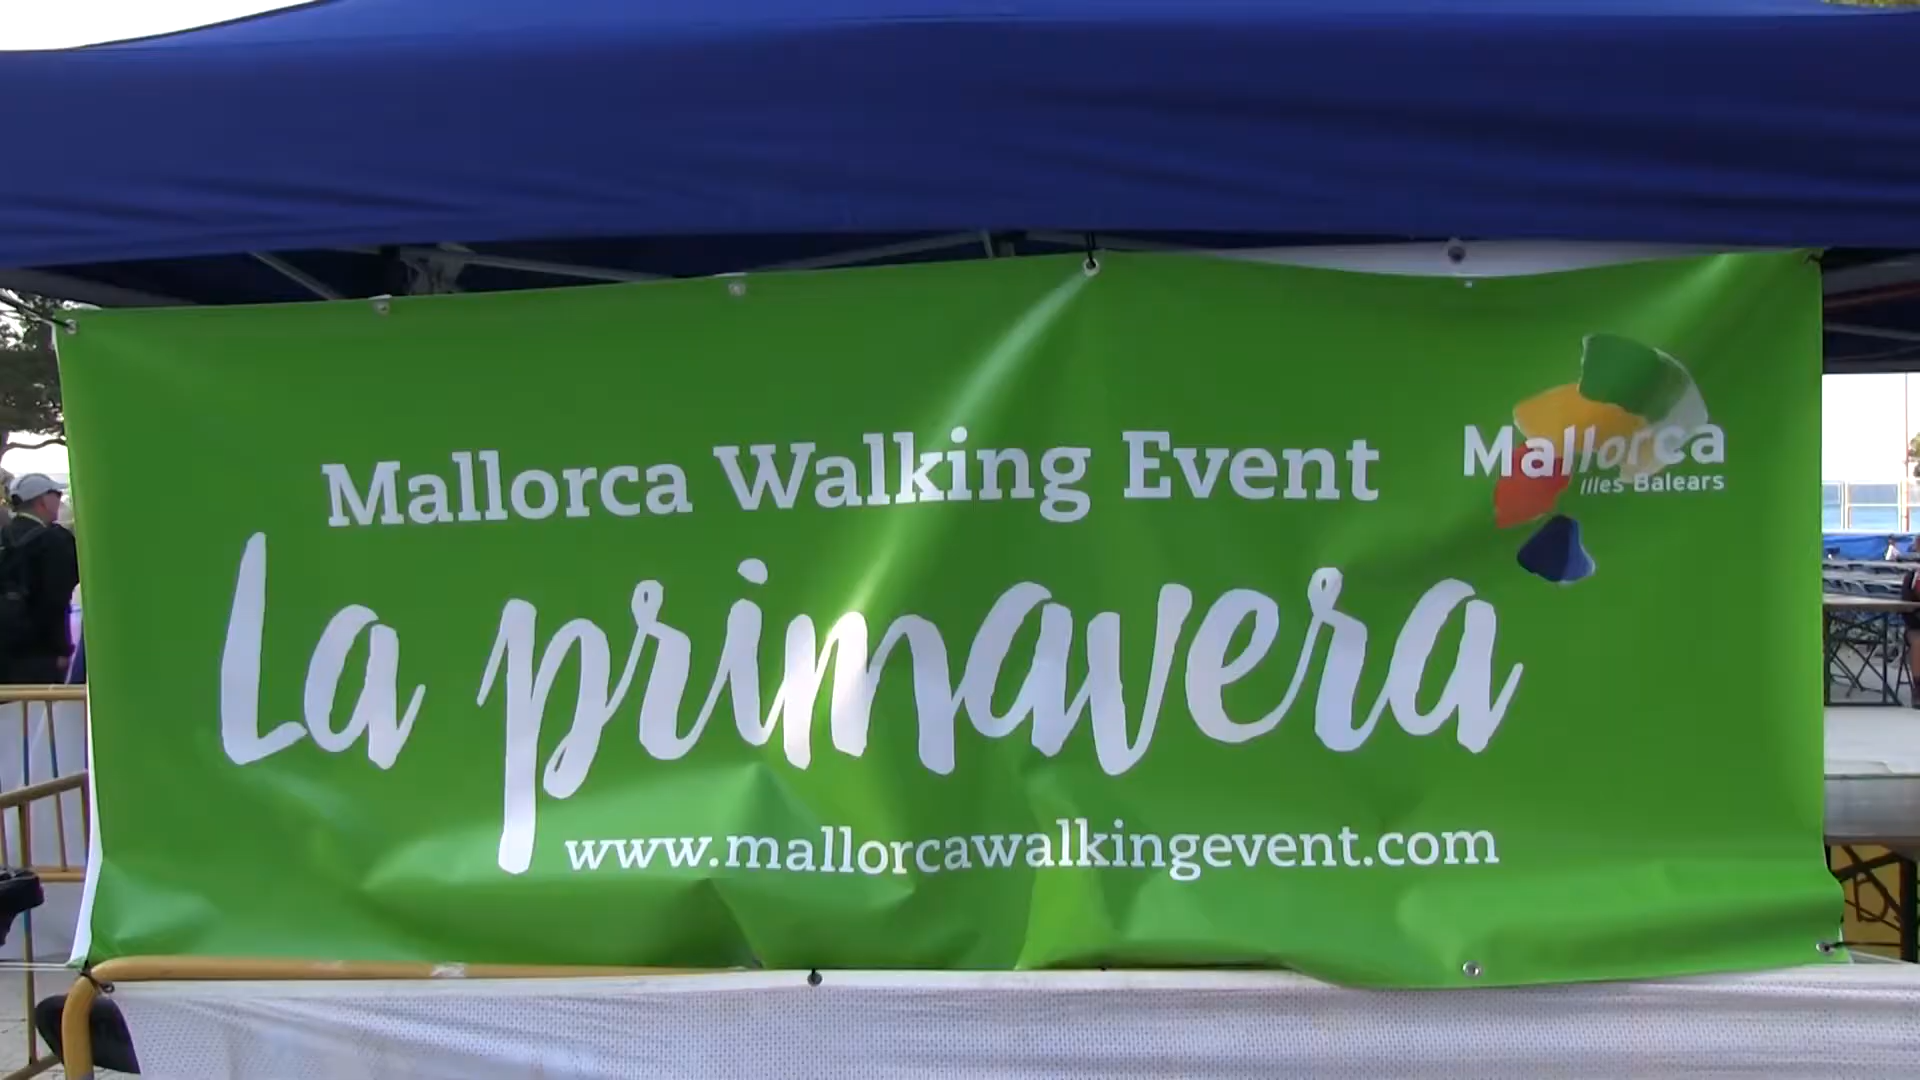 Mallorca Walking Event
La primavera
www.mallorcawalkingevent.com
Mallorca
Illes Balears